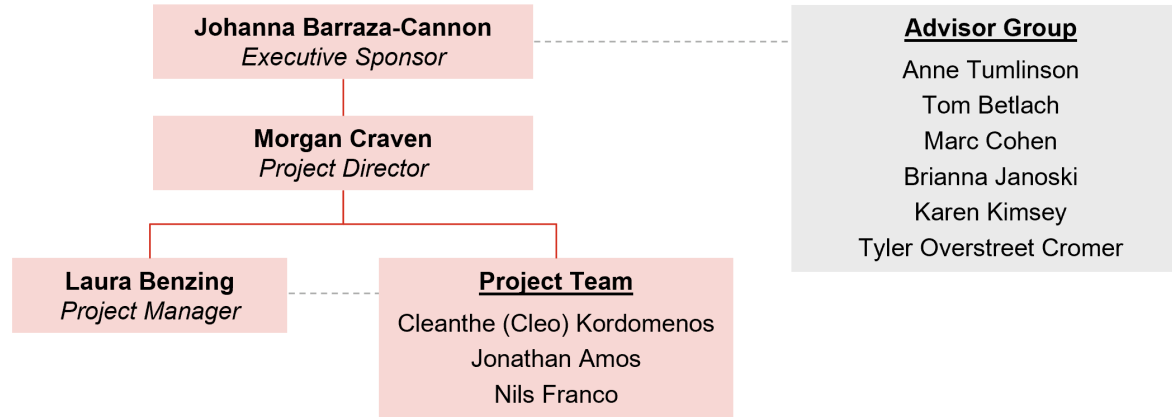 Johanna Barraza-Cannon
Executive Sponsor
Advisor Group
Anne Tumlinson
Tom Betlach
Marc Cohen
Brianna Janoski
Karen Kimsey
Tyler Overstreet Cromer
Morgan Craven
Project Director
Laura Benzing
Project Manager
Project Team
Cleanthe (Cleo) Kordomenos
Jonathan Amos
Nils Franco